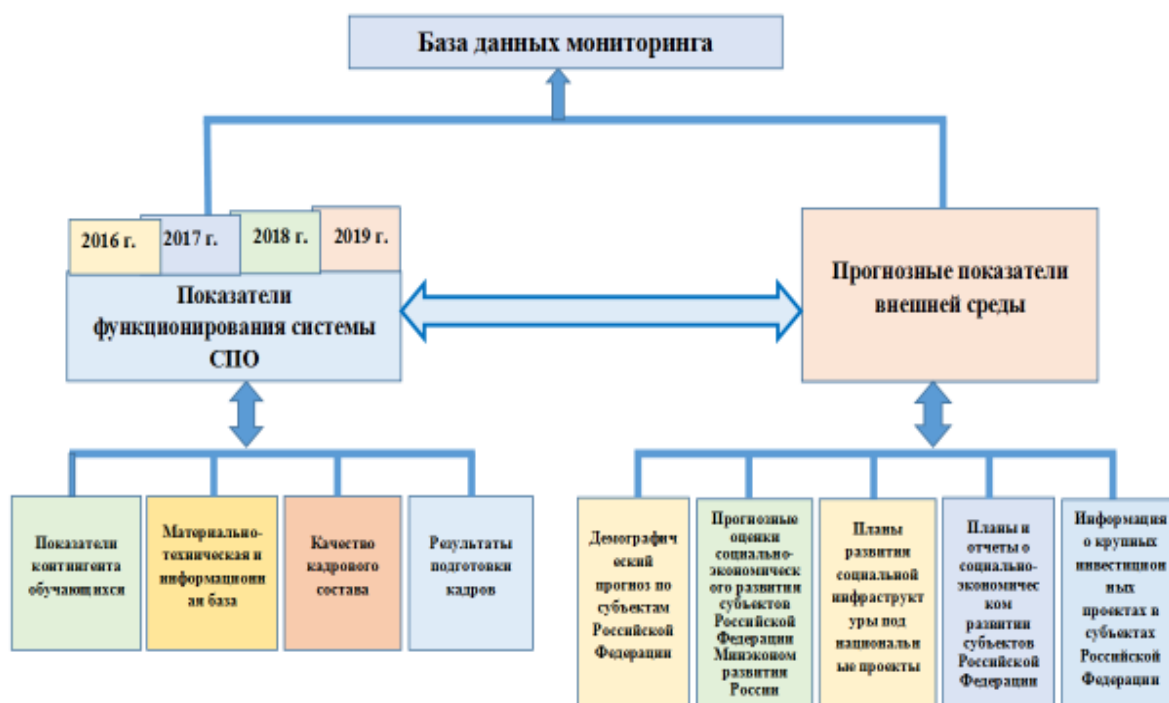 База данных мониторинга
2016 г.
2017 г.
2018 г.
2019 г.
Показатели
функционирования системы
СПО
Прогнозные показатели
внешней среды
Показатели
контингента
обучающихся
Материально-
техническая и
информационн
ая база
Качество
кадрового
состава
Результаты
подготовки
кадров
Демографич
еский
прогноз по
субъектам
Российской
Федерации
Прогнозные
оценки
социально-
экономическ
ого развития
субъектов
Российской
Федерации
Минэконом
развития
России
Планы
развития
социальной
инфраструкт
уры под
национальн
ые проекты
Планы и
отчеты о
социально-
экономичес
ком
развитии
субъектов
Российской
Федерации
Информация
о крупных
инвестицион
ных
проектах в
субъектах
Российской
Федерации